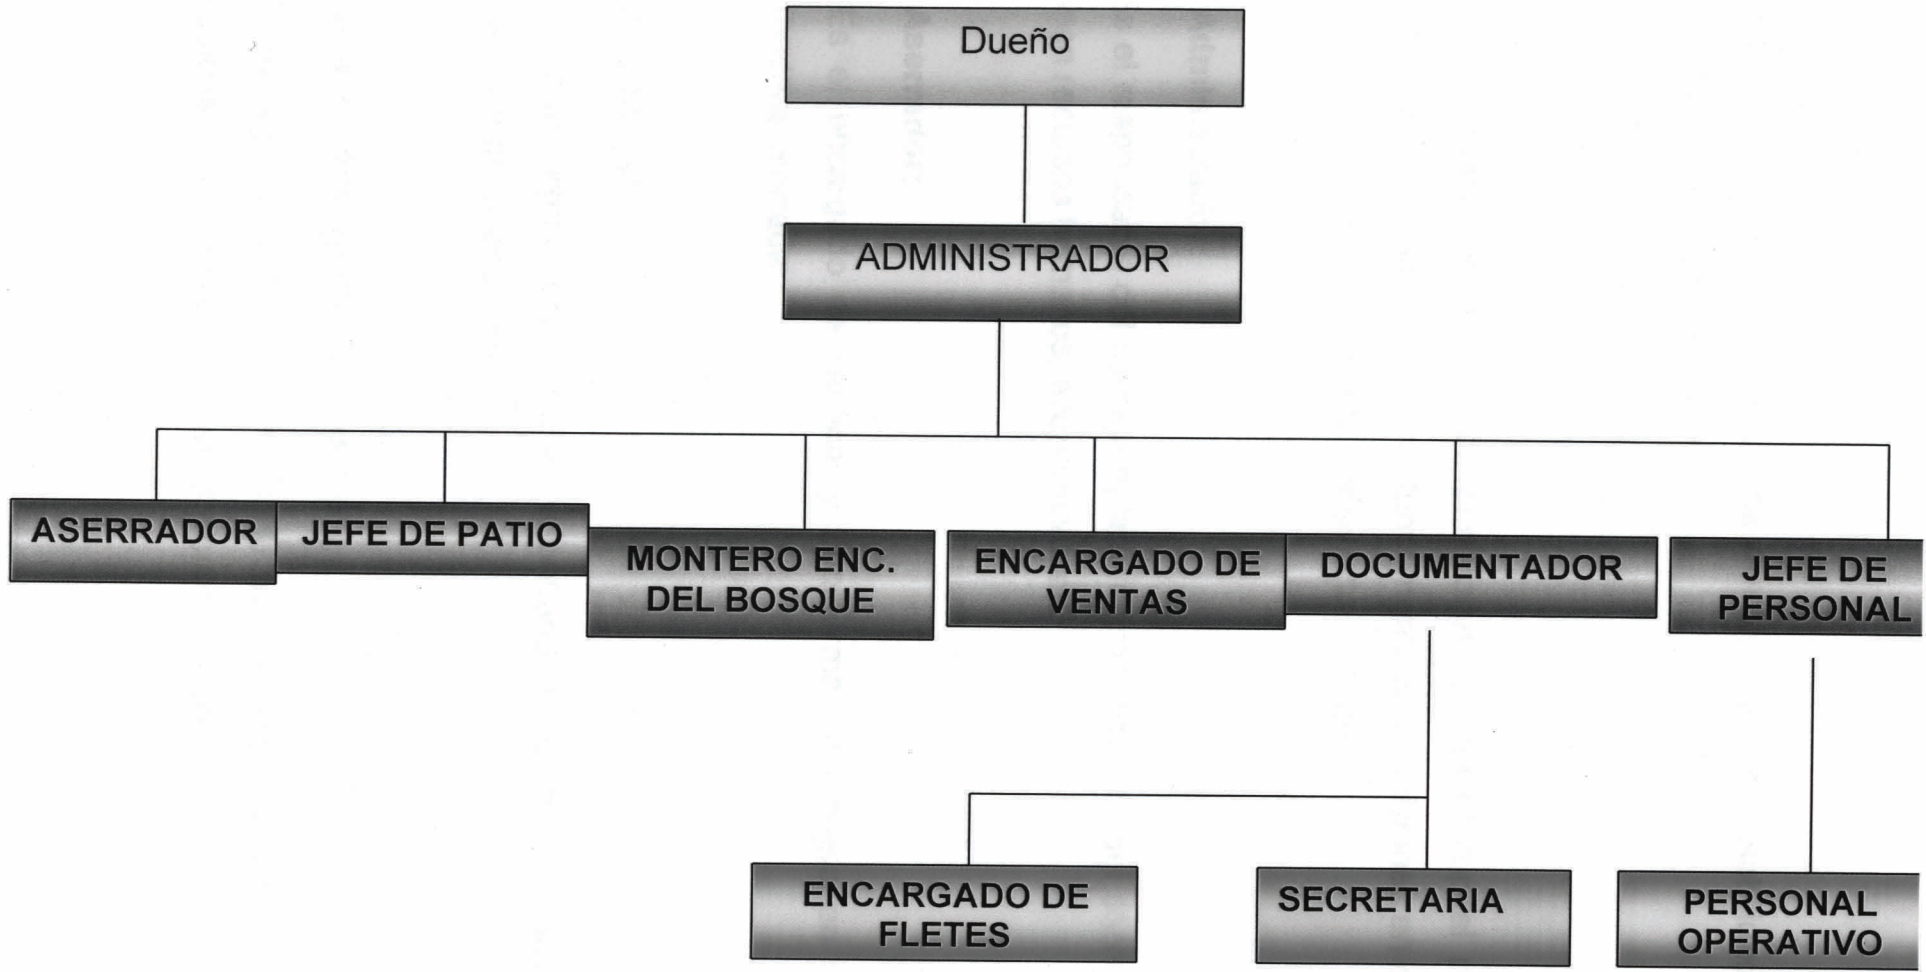 Dueño
ADMINISTRADOR
ASERRADOR
JEFE DE PATIO
MONTERO ENC.
DEL BOSQUE
ENCARGADO DE
VENTAS
DOCUMENTADOR
JEFE DE
PERSONAL
ENCARGADO DE
FLETES
SECRETARIA
PERSONAL
OPERATIVO